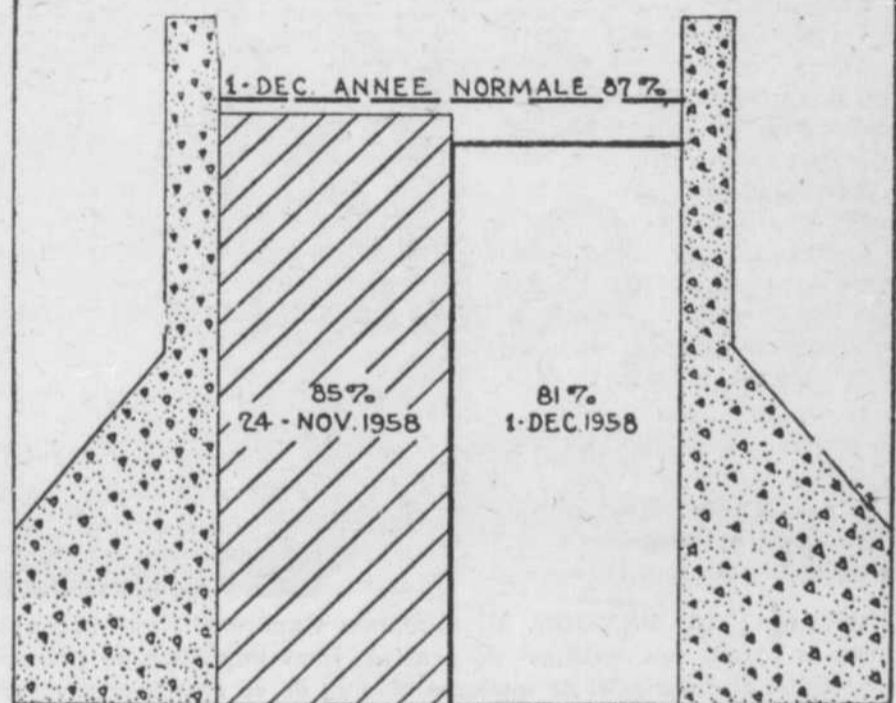 1-DEC. ANNEE NORMALE 87%
85%
24-NOV. 1958
81%
1-DEC. 1958